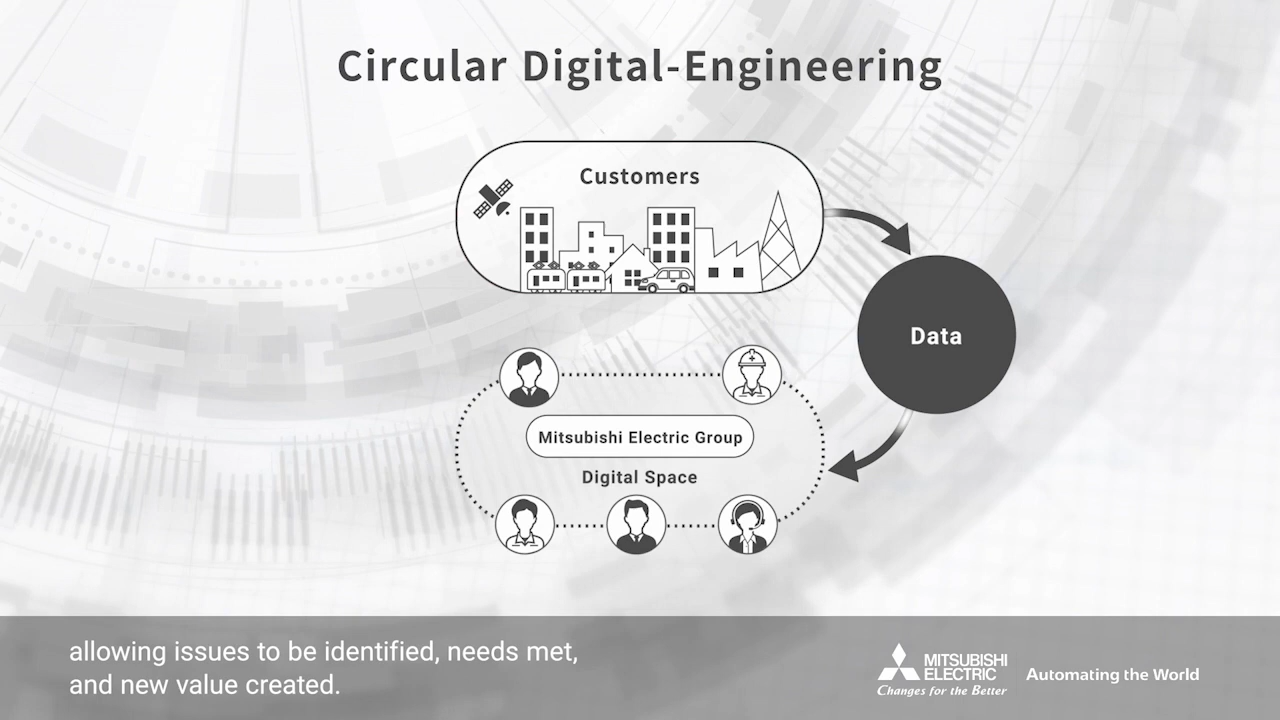 Circular Digital-Engineering
Customers
Data
Mitsubishi Electric Group
Digital Space
allowing issues to be identified, needs met,
and new value created.
MITSUBISHI
ELECTRIC
Changes for the Better
Automating the World